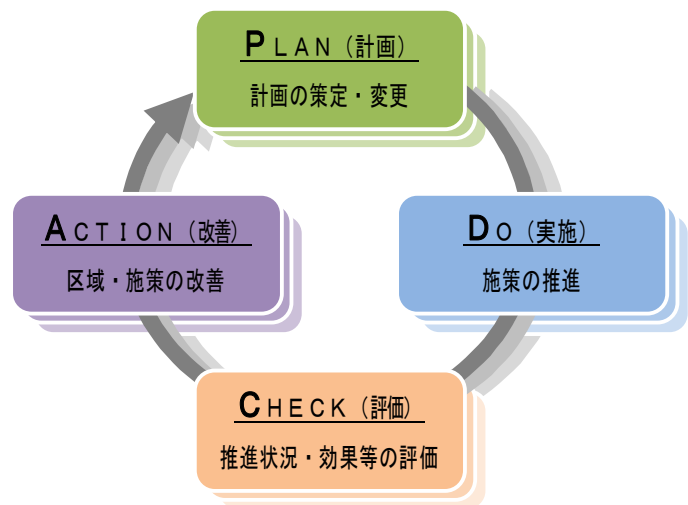 PLAN（計画）
計画の策定・変更
DO（実施）
施策の推進
CHECK（評価）
推進状況・効果等の評価
ACTION（改善）
区域・施策の改善